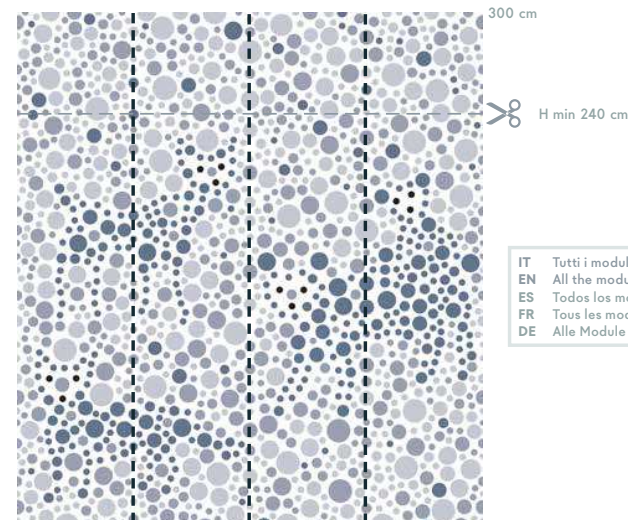 300 cm
H min 240 cm
IT Tutti i modul
EN All the modu
ES Todos los mo
FR Tous les mod
DE Alle Module